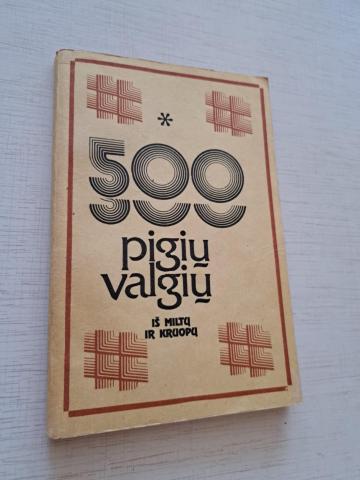 *
500
pigių
valgių
IŠ MILTŲ
IR KRUOPŲ